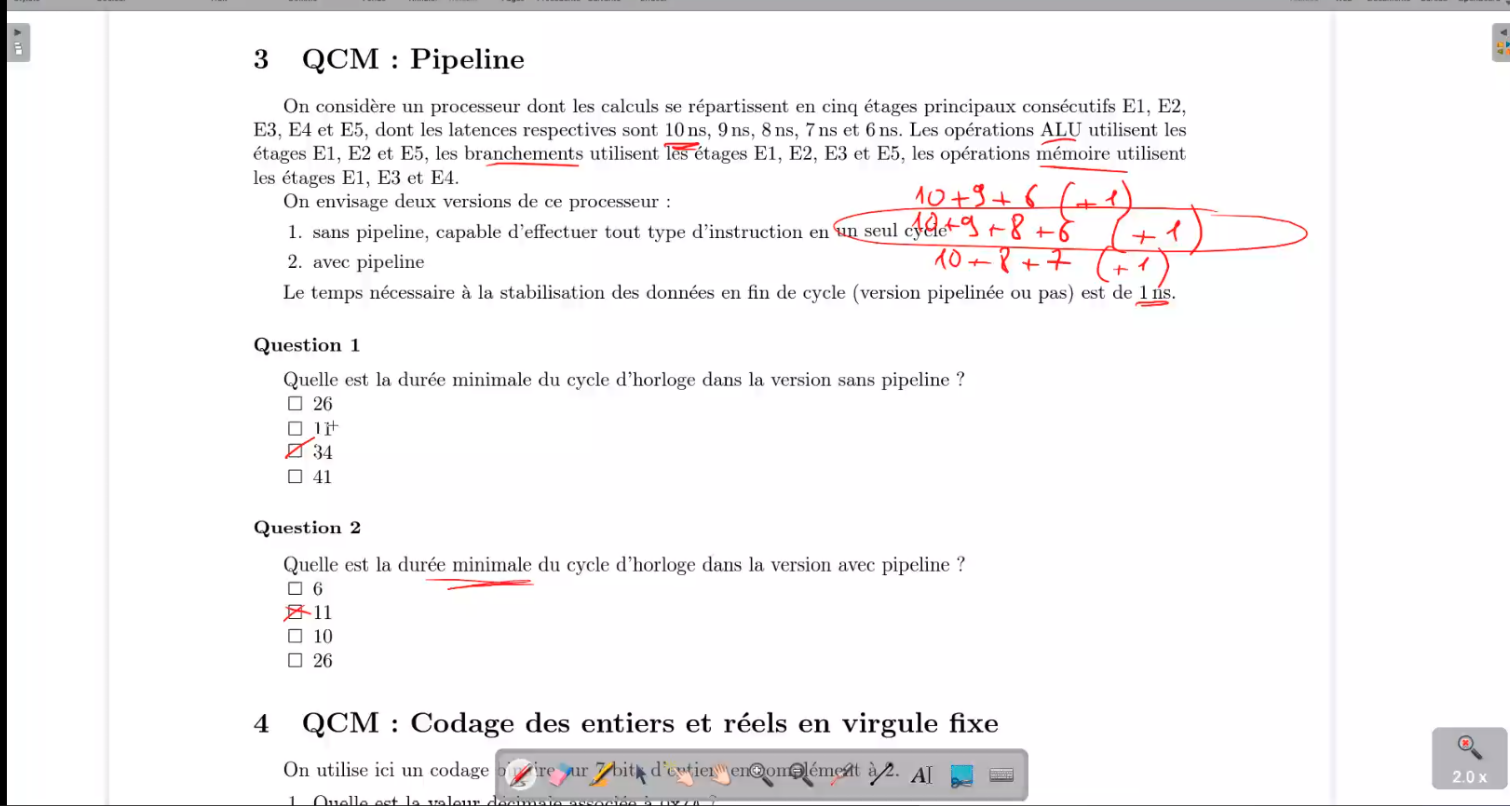 3 QCM : Pipeline
On considère un processeur dont les calculs se répartissent en cinq étages principaux consécutifs E1, E2,
E3, E4 et E5, dont les latences respectives sont 10 ns, 9 ns, 8 ns, 7 ns et 6 ns. Les opérations ALU utilisent les
étages E1, E2 et E5, les branchements utilisent les étages E1, E2, E3 et E5, les opérations mémoire utilisent
les étages E1, E3 et E4.
On envisage deux versions de ce processeur :
10+9+6 (+1)
1. sans pipeline, capable d'effectuer tout type d'instruction en un seul cycle
10+9+8+6 (+1)
2. avec pipeline
10+8+7 (+1)
Le temps nécessaire à la stabilisation des données en fin de cycle (version pipelinée ou pas) est de 1 ns.
Question 1
Quelle est la durée minimale du cycle d'horloge dans la version sans pipeline ?
26
11
34
41
Question 2
Quelle est la durée minimale du cycle d'horloge dans la version avec pipeline ?
6
11
10
26
4 QCM : Codage des entiers et réels en virgule fixe
On utilise ici un codage sur 7 bits d'entiers en complément à 2.
1 Quelle est la valeur décimale associée à
2.0 x